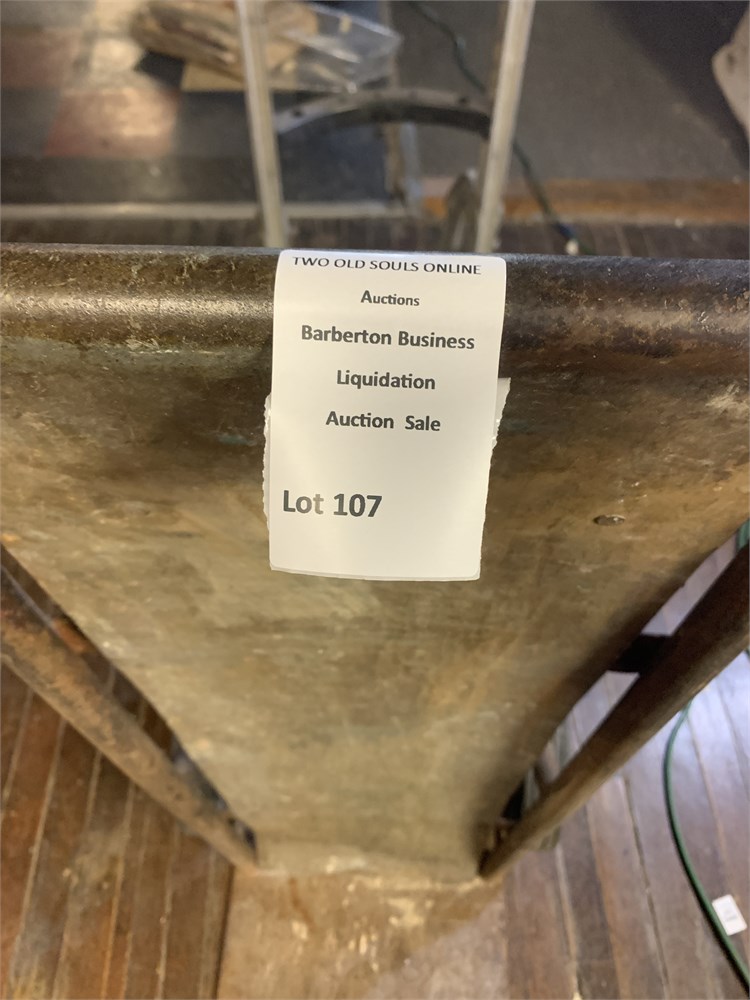 TWO OLD SOULS ONLINE
Auctions
Barberton Business
Liquidation
Auction Sale
Lot 107